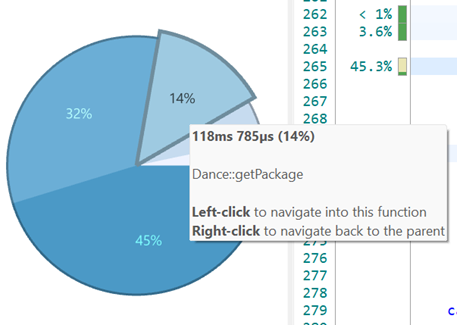 262 < 1%
263 3.6%
264
265 45.3%
266
267
268
14%
32%
118ms 785µs (14%)
Dance::getPackage
Left-click to navigate into this function
Right-click to navigate back to the parent
45%
275
276
277
278
279 c